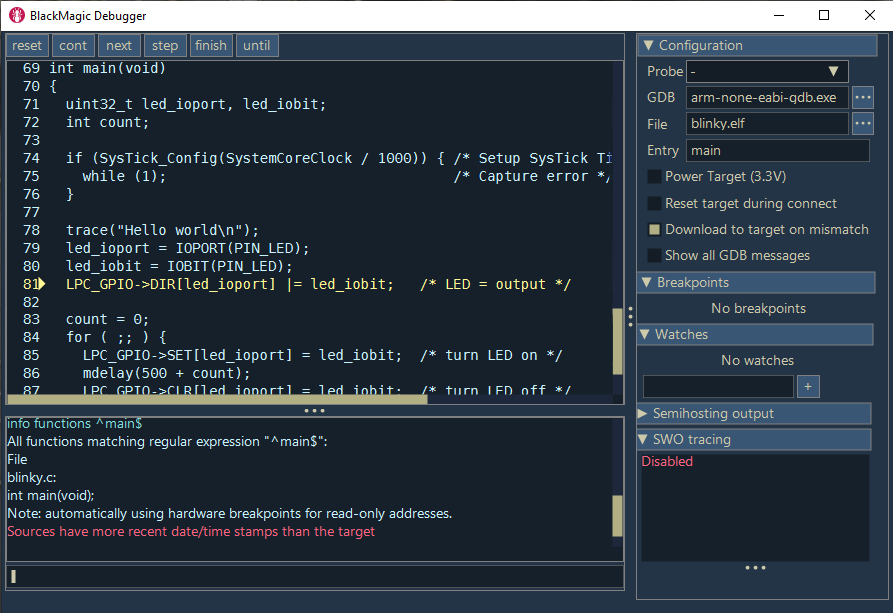 BlackMagic Debugger
reset cont next step finish until
69 int main(void)
70 {
71   uint32_t led_ioport, led_iobit;
72   int count;
73
74   if (SysTick_Config(SystemCoreClock / 1000)) { /* Setup SysTick Ti
75     while (1);                                  /* Capture error */
76   }
77
78   trace("Hello world\n");
79   led_ioport = IOPORT(PIN_LED);
80   led_iobit = IOBIT(PIN_LED);
81   LPC_GPIO->DIR[led_ioport] |= led_iobit;   /* LED = output */
82
83   count = 0;
84   for ( ;; ) {
85     LPC_GPIO->SET[led_ioport] = led_iobit;  /* turn LED on */
86     mdelay(500 + count);
87     LPC_GPIO->CLR[led_ioport] = led_iobit;  /* turn LED off */
info functions ^main$
All functions matching regular expression "^main$":
File
blinky.c:
int main(void);
Note: automatically using hardware breakpoints for read-only addresses.
Sources have more recent date/time stamps than the target
Configuration
Probe -
GDB arm-none-eabi-gdb.exe
File blinky.elf
Entry main
Power Target (3.3V)
Reset target during connect
Download to target on mismatch
Show all GDB messages
Breakpoints
No breakpoints
Watches
No watches
+
Semihosting output
SWO tracing
Disabled